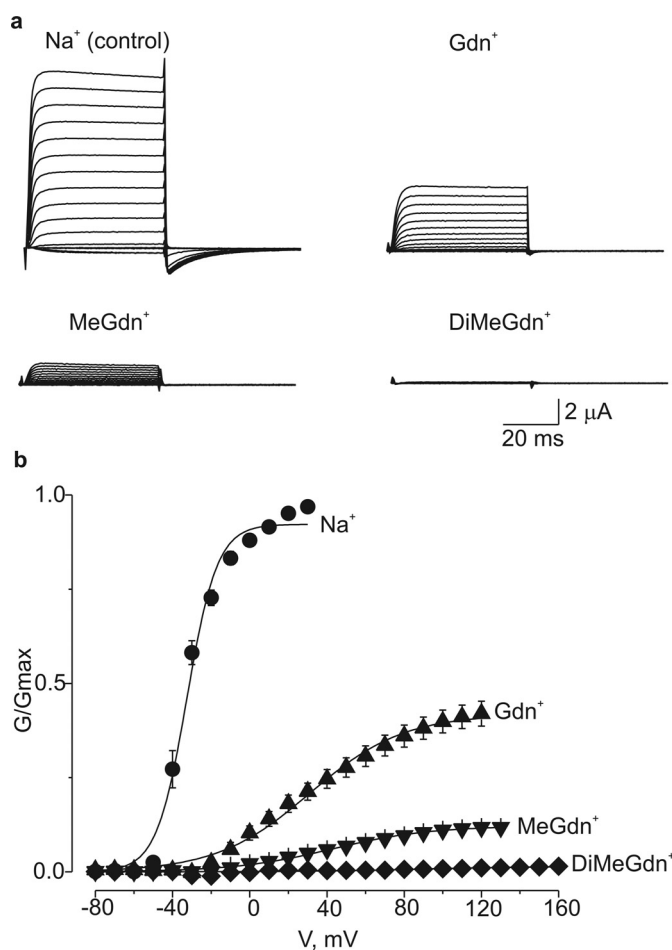 a
Na⁺ (control)
Gdn⁺
MeGdn⁺
DiMeGdn⁺
2 μA
20 ms
b
1.0
Na⁺
G/Gmax
0.5
Gdn⁺
MeGdn⁺
0.0
DiMeGdn⁺
-80 -40 0 40 80 120 160
V, mV